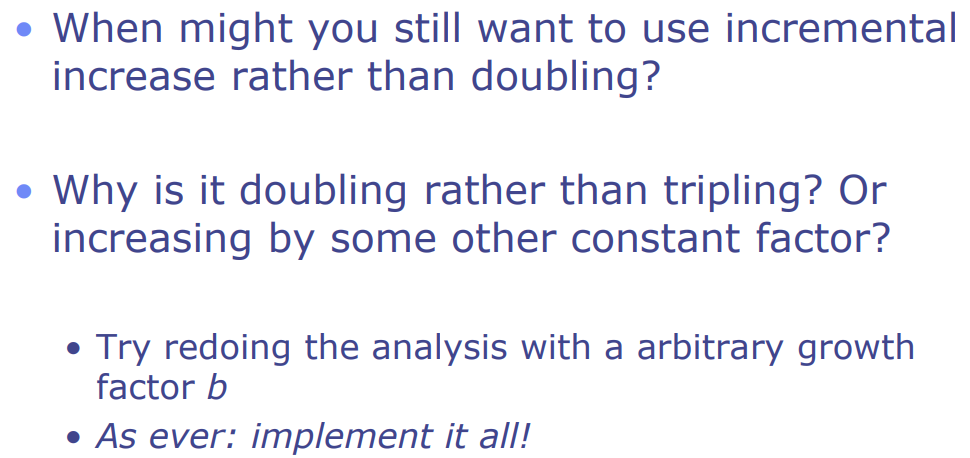 • When might you still want to use incremental
increase rather than doubling?
• Why is it doubling rather than tripling? Or
increasing by some other constant factor?
• Try redoing the analysis with a arbitrary growth
factor b
• As ever: implement it all!